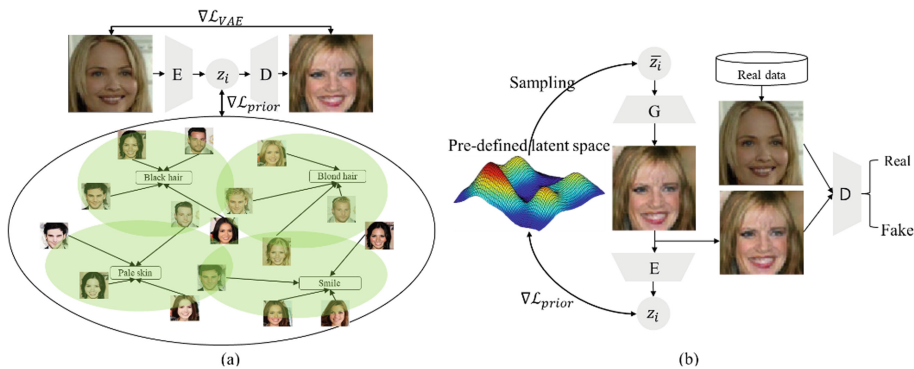 ∇ℒ_VAE
E
z_i
D
∇ℒ_prior
Black hair
Blond hair
Pale skin
Smile
(a)
z̄_i
Sampling
G
Pre-defined latent space
E
∇ℒ_prior
z_i
Real data
D
Real
Fake
(b)